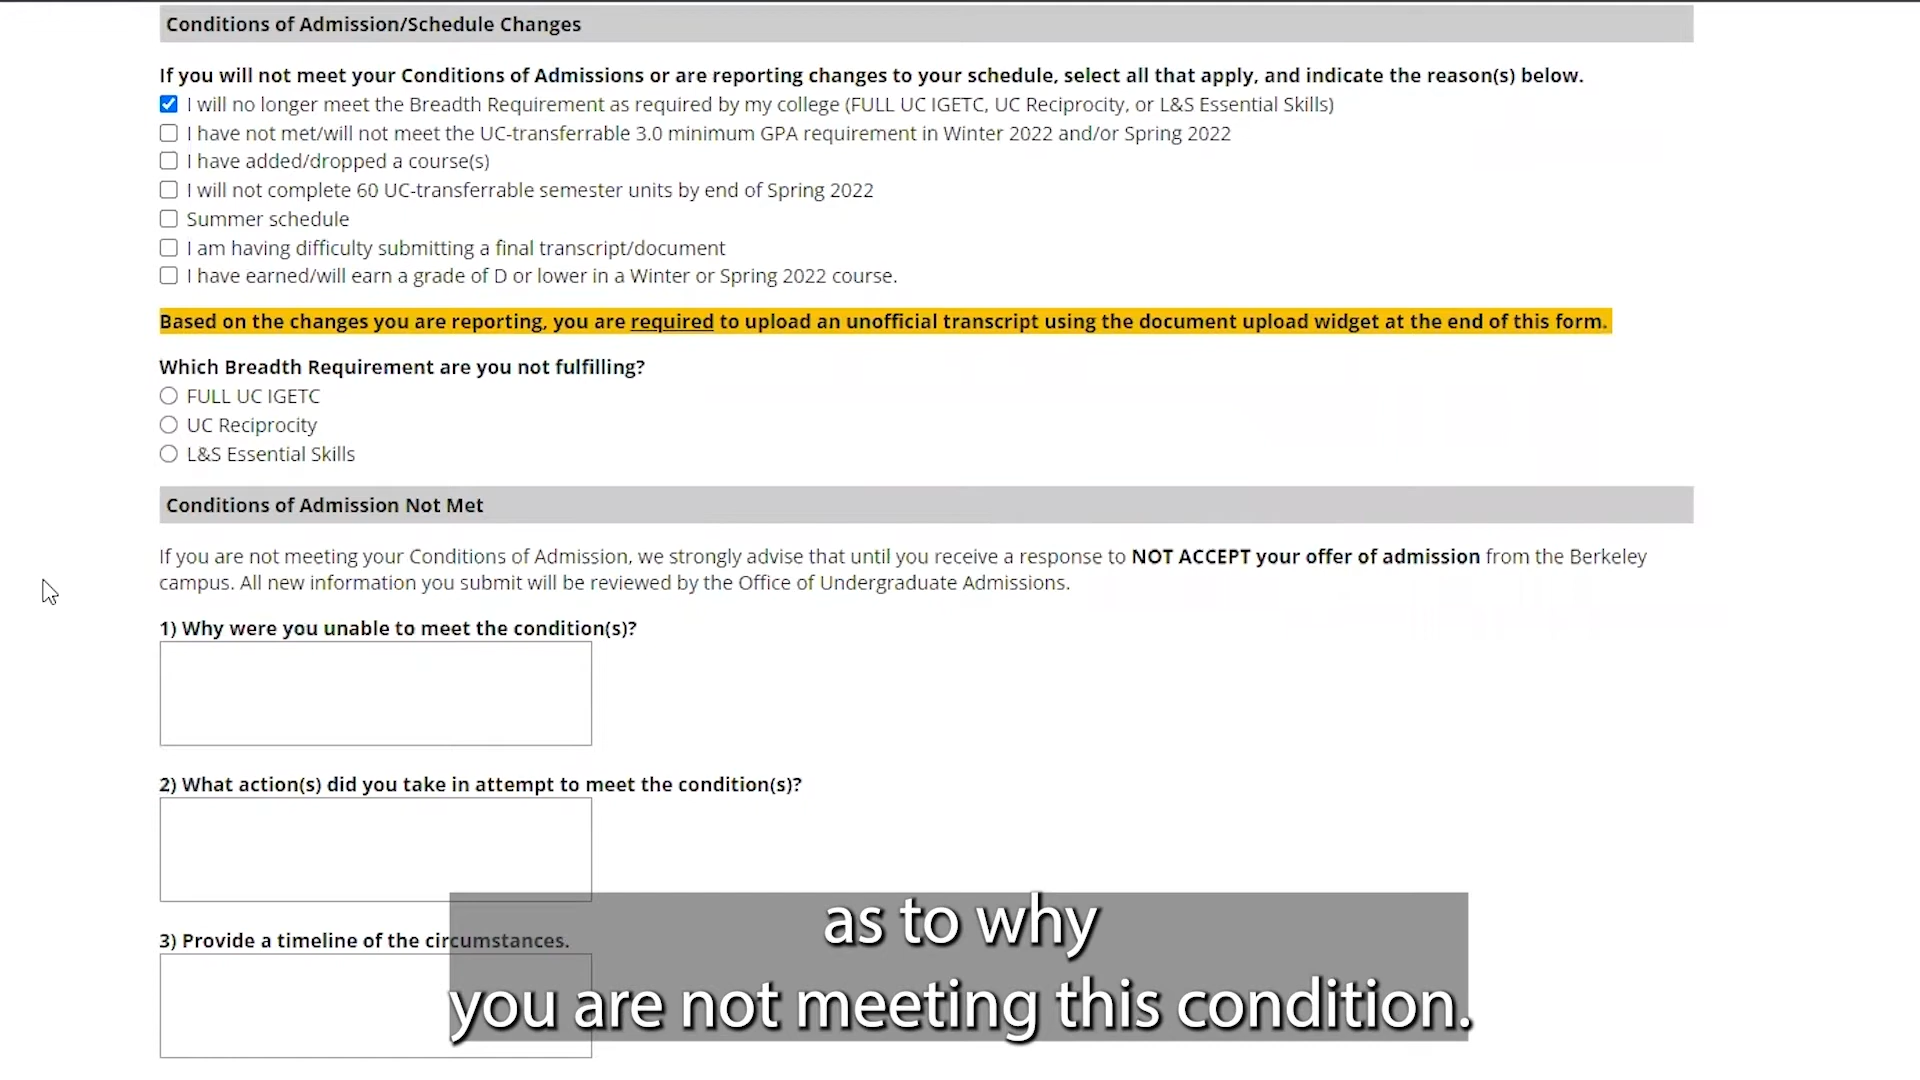 Conditions of Admission/Schedule Changes
If you will not meet your Conditions of Admissions or are reporting changes to your schedule, select all that apply, and indicate the reason(s) below.
I will no longer meet the Breadth Requirement as required by my college (FULL UC IGETC, UC Reciprocity, or L&S Essential Skills)
I have not met/will not meet the UC-transferrable 3.0 minimum GPA requirement in Winter 2022 and/or Spring 2022
I have added/dropped a course(s)
I will not complete 60 UC-transferrable semester units by end of Spring 2022
Summer schedule
I am having difficulty submitting a final transcript/document
I have earned/will earn a grade of D or lower in a Winter or Spring 2022 course.
Based on the changes you are reporting, you are required to upload an unofficial transcript using the document upload widget at the end of this form.
Which Breadth Requirement are you not fulfilling?
FULL UC IGETC
UC Reciprocity
L&S Essential Skills
Conditions of Admission Not Met
If you are not meeting your Conditions of Admission, we strongly advise that until you receive a response to NOT ACCEPT your offer of admission from the Berkeley
campus. All new information you submit will be reviewed by the Office of Undergraduate Admissions.
1) Why were you unable to meet the condition(s)?
2) What action(s) did you take in attempt to meet the condition(s)?
3) Provide a timeline of the circumstances.
as to why
you are not meeting this condition.